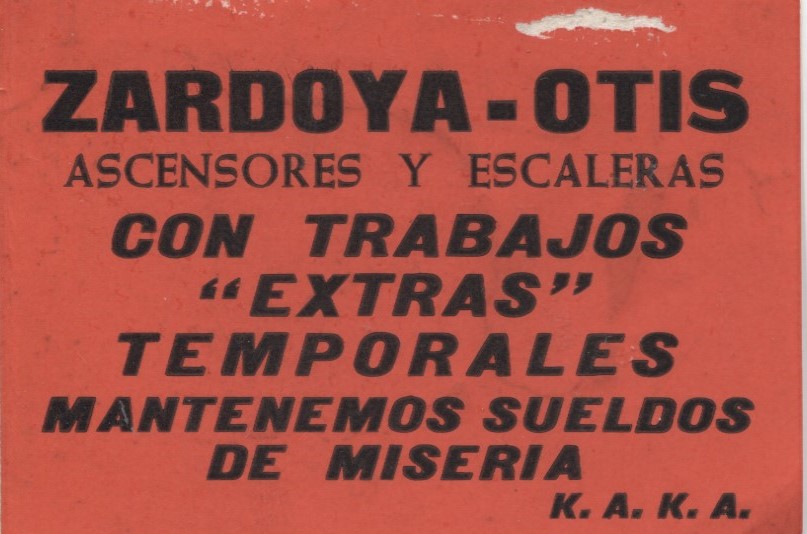 ZARDOYA-OTIS
ASCENSORES Y ESCALERAS
CON TRABAJOS
“EXTRAS”
TEMPORALES
MANTENEMOS SUELDOS
DE MISERIA
K. A. K. A.